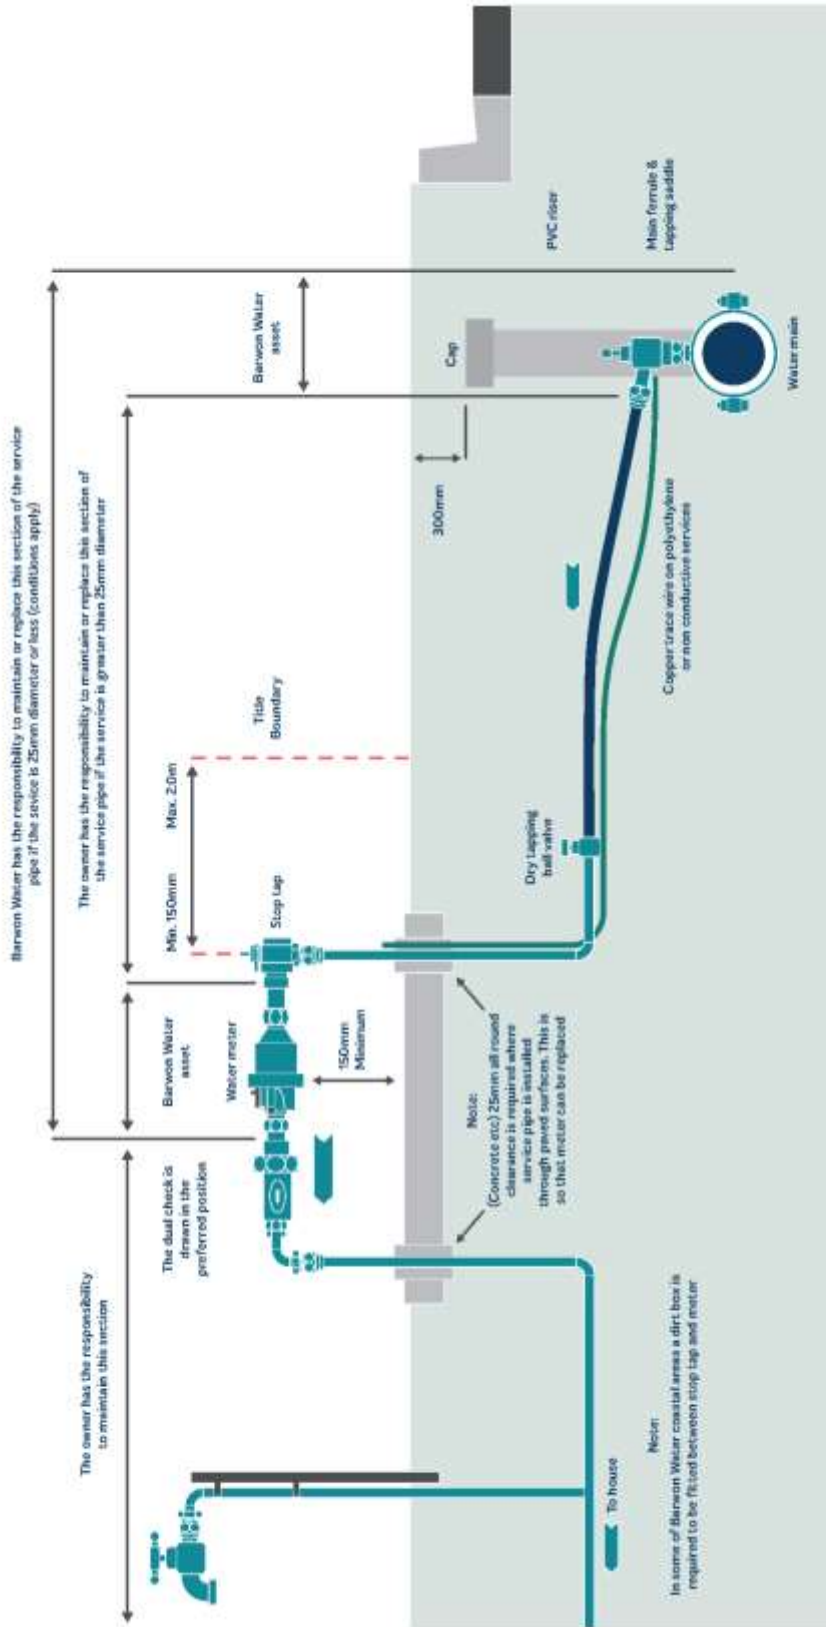 Barwon Water has the responsibility to maintain or replace this section of the service
pipe if the sevice is 25mm diameter or less (conditions apply)
The owner has the responsibility to maintain or replace this section of
the service pipe if the service is greater than 25mm diameter
The owner has the responsibility
to maintain this section
Barwon Water
asset
Barwon Water
asset
The dual check is
drawn in the
preferred position
Water meter
Min. 150mm
Max. 2.0m
Stop tap
Title
Boundary
150mm
Minimum
300mm
Cap
PVC riser
Main ferrule &
tapping saddle
Note:
(Concrete etc) 25mm all round
clearance is required where
service pipe is installed
through paved surfaces. This is
so that meter can be replaced
Dry tapping
ball valve
Copper trace wire on polyethylene
or non conductive services
Water main
To house
Note:
In some of Barwon Water coastal areas a dirt box is
required to be fitted between stop tap and meter